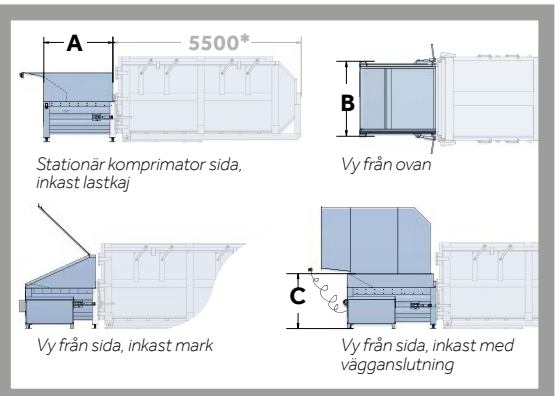 A
5500*
B
Stationär komprimator sida,
inkast lastkaj
Vy från ovan
C
Vy från sida, inkast mark
Vy från sida, inkast med
vägganslutning